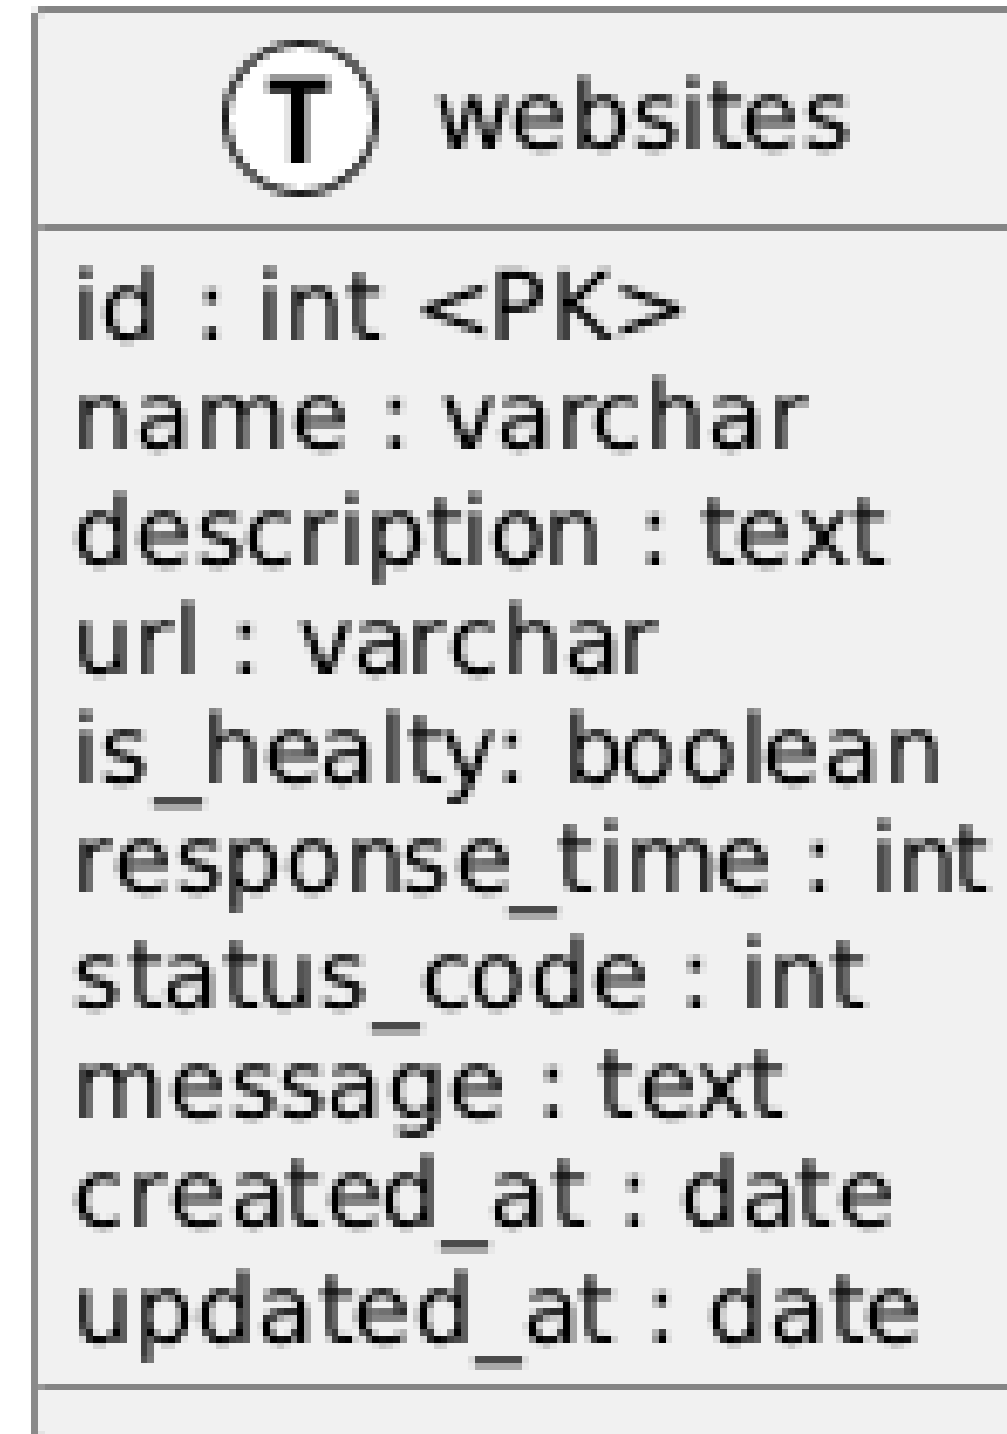 T websites
id : int <PK>
name : varchar
description : text
url : varchar
is_healty: boolean
response_time : int
status_code : int
message : text
created_at : date
updated_at : date